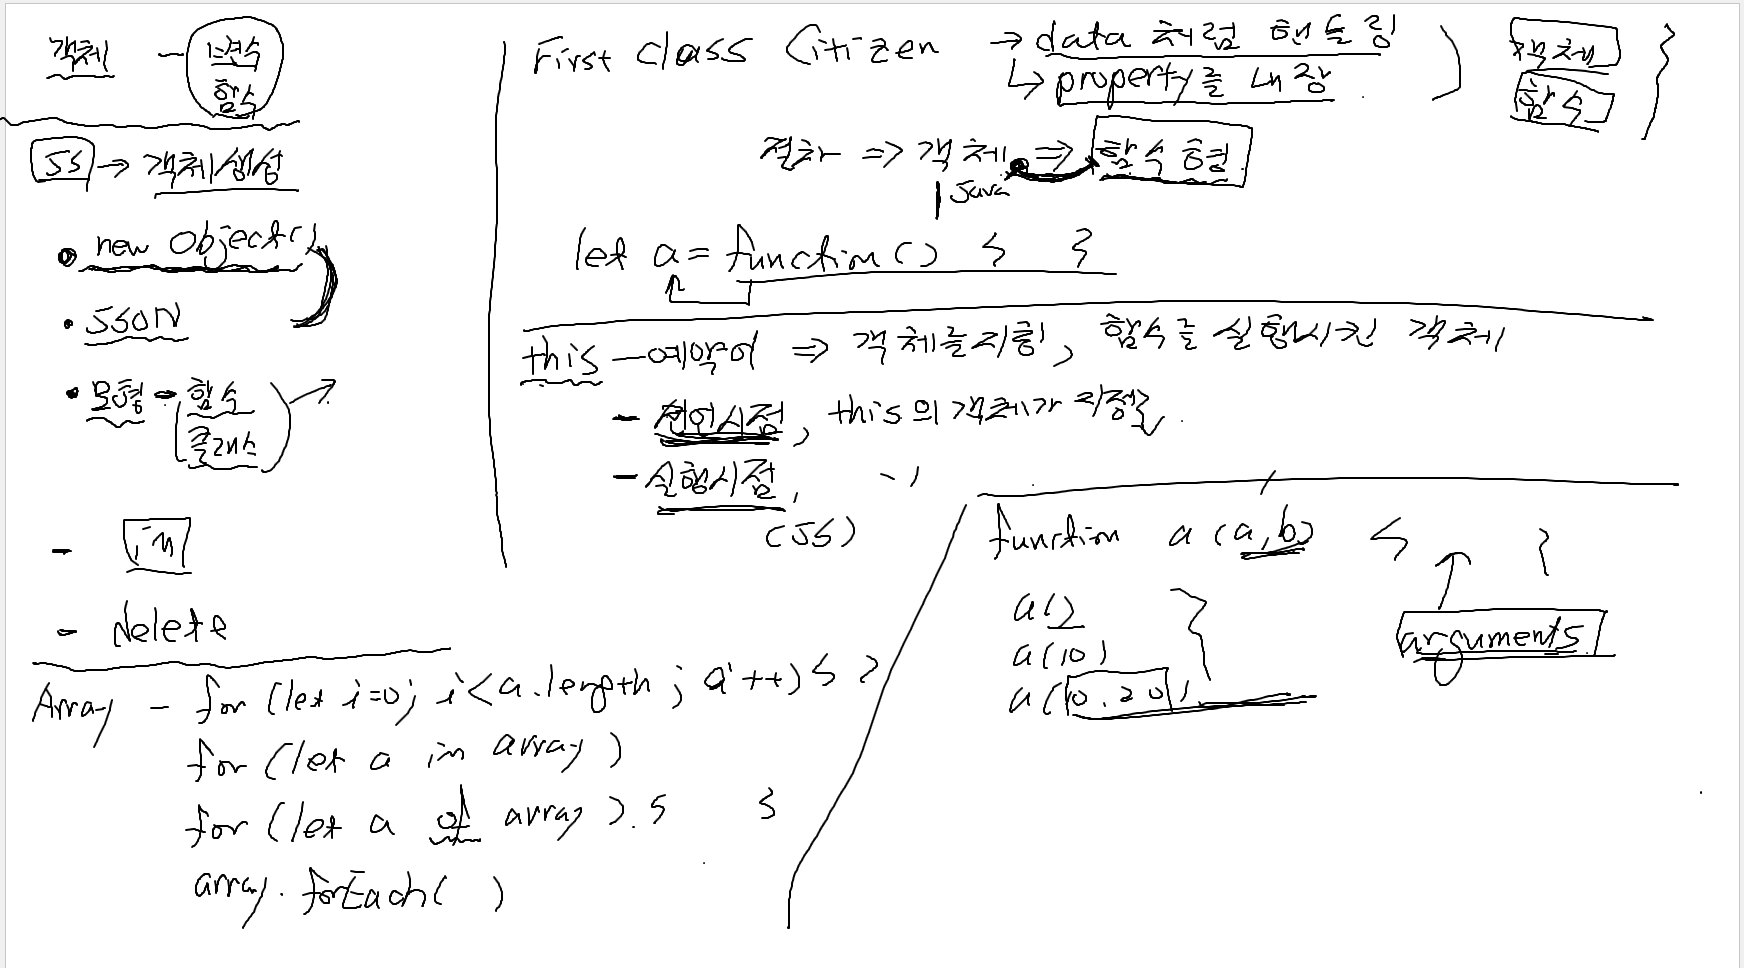 객체 - 변수
함수
JS → 객체생성
• new Object()
• JSON
• 모형 - 함수
클래스
- in
- delete
Array - for (let i=0; i<a.length; a++) { }
for (let a in array)
for (let a of array) { }
array.forEach( )
First class Citizen → data 처럼 핸들링
↳ property를 내장
객체
함수
절차 ⇒ 객체 ⇒ 함수형
Java
let a = function() { }
this - 예약어 ⇒ 객체를 지칭, 함수를 실행시킨 객체
- 선언시점, this의 객체가 지정
- 실행시점,
(JS)
function a (a,b) { }
a()
a(10)
a(10.20)
arguments